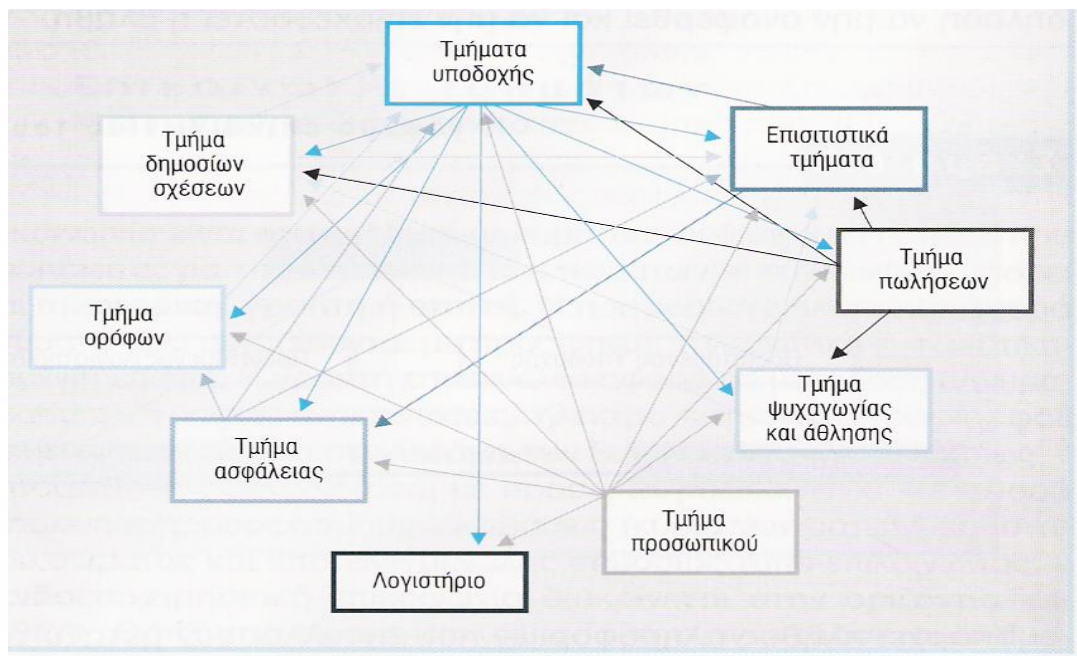 Τμήματα
υποδοχής
Επισιτιστικά
τμήματα
Τμήμα
δημοσίων
σχέσεων
Τμήμα
πωλήσεων
Τμήμα
ορόφων
Τμήμα
ψυχαγωγίας
και άθλησης
Τμήμα
ασφάλειας
Τμήμα
προσωπικού
Λογιστήριο